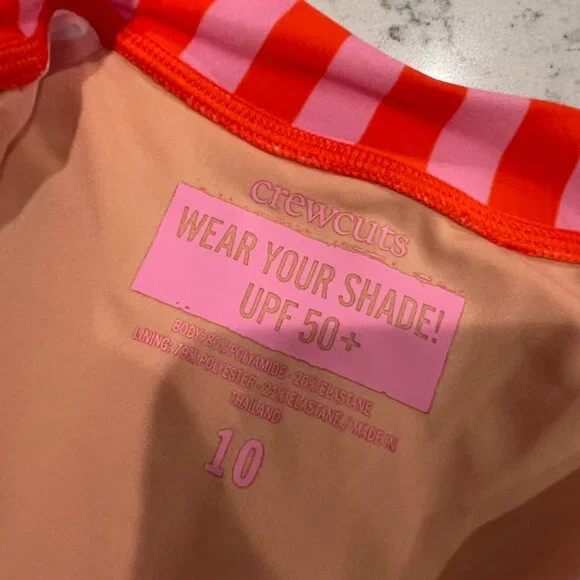 crewcuts
WEAR YOUR SHADE!
UPF 50+
BODY: 80% POLYAMIDE - 20% ELASTANE
LINING: 79% POLYESTER - 21% ELASTANE / MADE IN
THAILAND
10